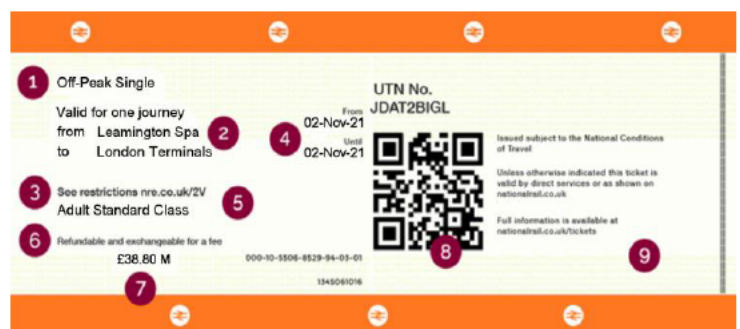 1 Off-Peak Single
Valid for one journey
from Leamington Spa 2
to London Terminals
3 See restrictions nre.co.uk/2V
Adult Standard Class 5
6 Refundable and exchangeable for a fee
£38.80 M
7
From
4 02-Nov-21
Until
02-Nov-21
000-10-5506-8529-94-03-01
1345061016
UTN No.
JDAT2BIGL
8
Issued subject to the National Conditions
of Travel
Unless otherwise indicated this ticket is
valid by direct services or as shown on
nationalrail.co.uk
Full information is available at
nationalrail.co.uk/tickets
9